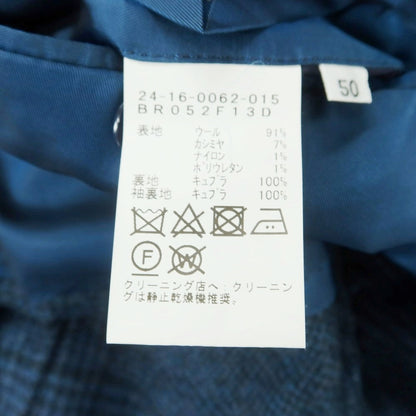 24-16-0062-015
BR052F13D
50
表地 ウール 91%
カシミヤ 7%
ナイロン 1%
ポリウレタン 1%
裏地 キュプラ 100%
袖裏地 キュプラ 100%
F W
クリーニング店へ・クリーニン
グは静止乾燥機推奨。